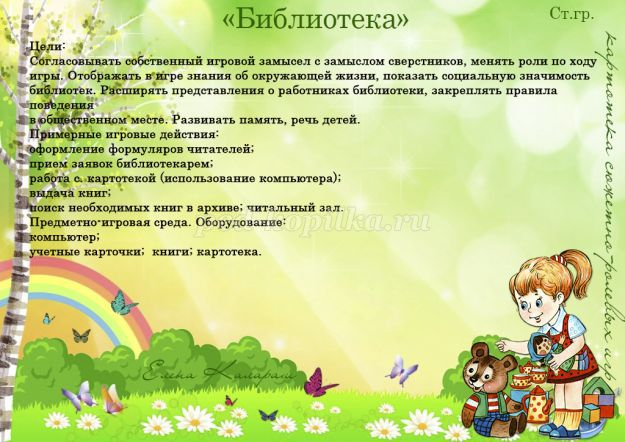 «Библиотека»
Ст.гр.
Цели:
Согласовывать собственный игровой замысел с замыслом сверстников, менять роли по ходу
игры. Отображать в игре знания об окружающей жизни, показать социальную значимость
библиотек. Расширять представления о работниках библиотеки, закреплять правила
поведения
в общественном месте. Развивать память, речь детей.
Примерные игровые действия:
оформление формуляров читателей;
прием заявок библиотекарем;
работа с картотекой (использование компьютера);
выдача книг;
поиск необходимых книг в архиве; читальный зал.
Предметно-игровая среда. Оборудование:
компьютер;
учетные карточки; книги; картотека.
картотека сюжетно-ролевых игр
Елена